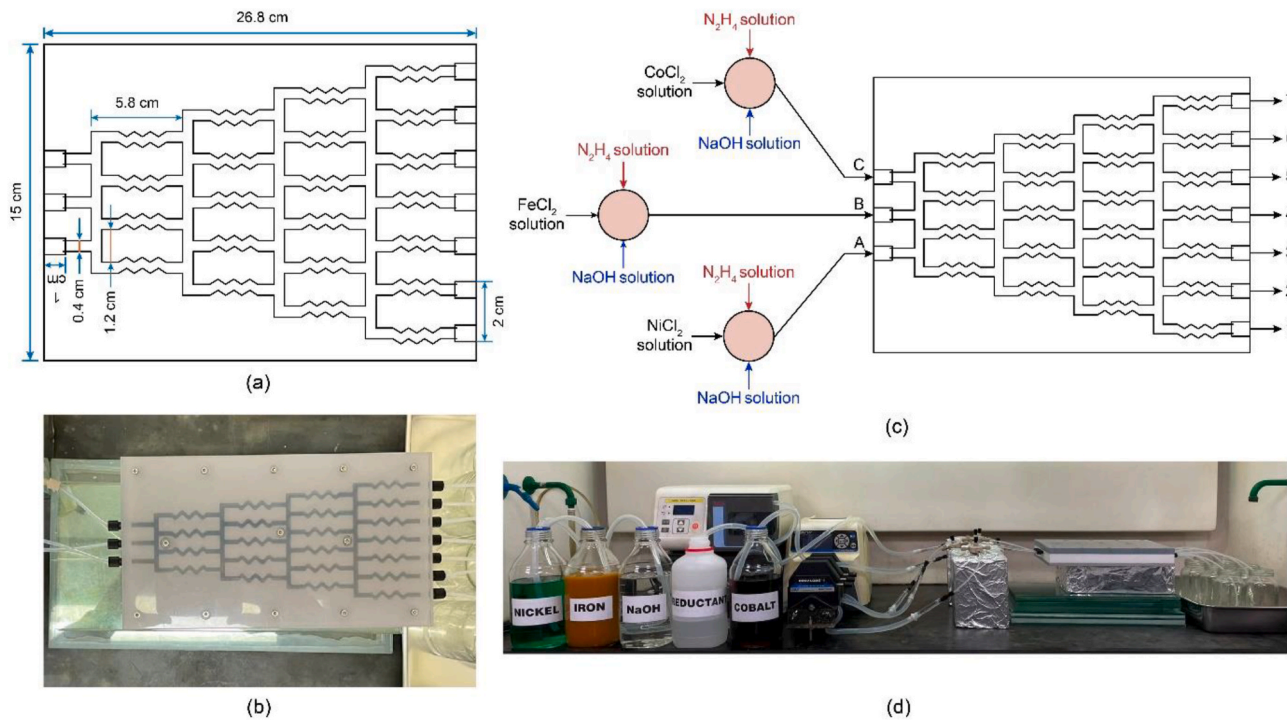 26.8 cm
15 cm
5.8 cm
1 cm
0.4 cm
1.2 cm
2 cm
(a)
N₂H₄ solution
CoCl₂
solution
NaOH solution
N₂H₄ solution
FeCl₂
solution
NaOH solution
N₂H₄ solution
NiCl₂
solution
NaOH solution
C
B
A
(c)
(b)
NICKEL
IRON
NaOH
REDUCTANT
COBALT
(d)